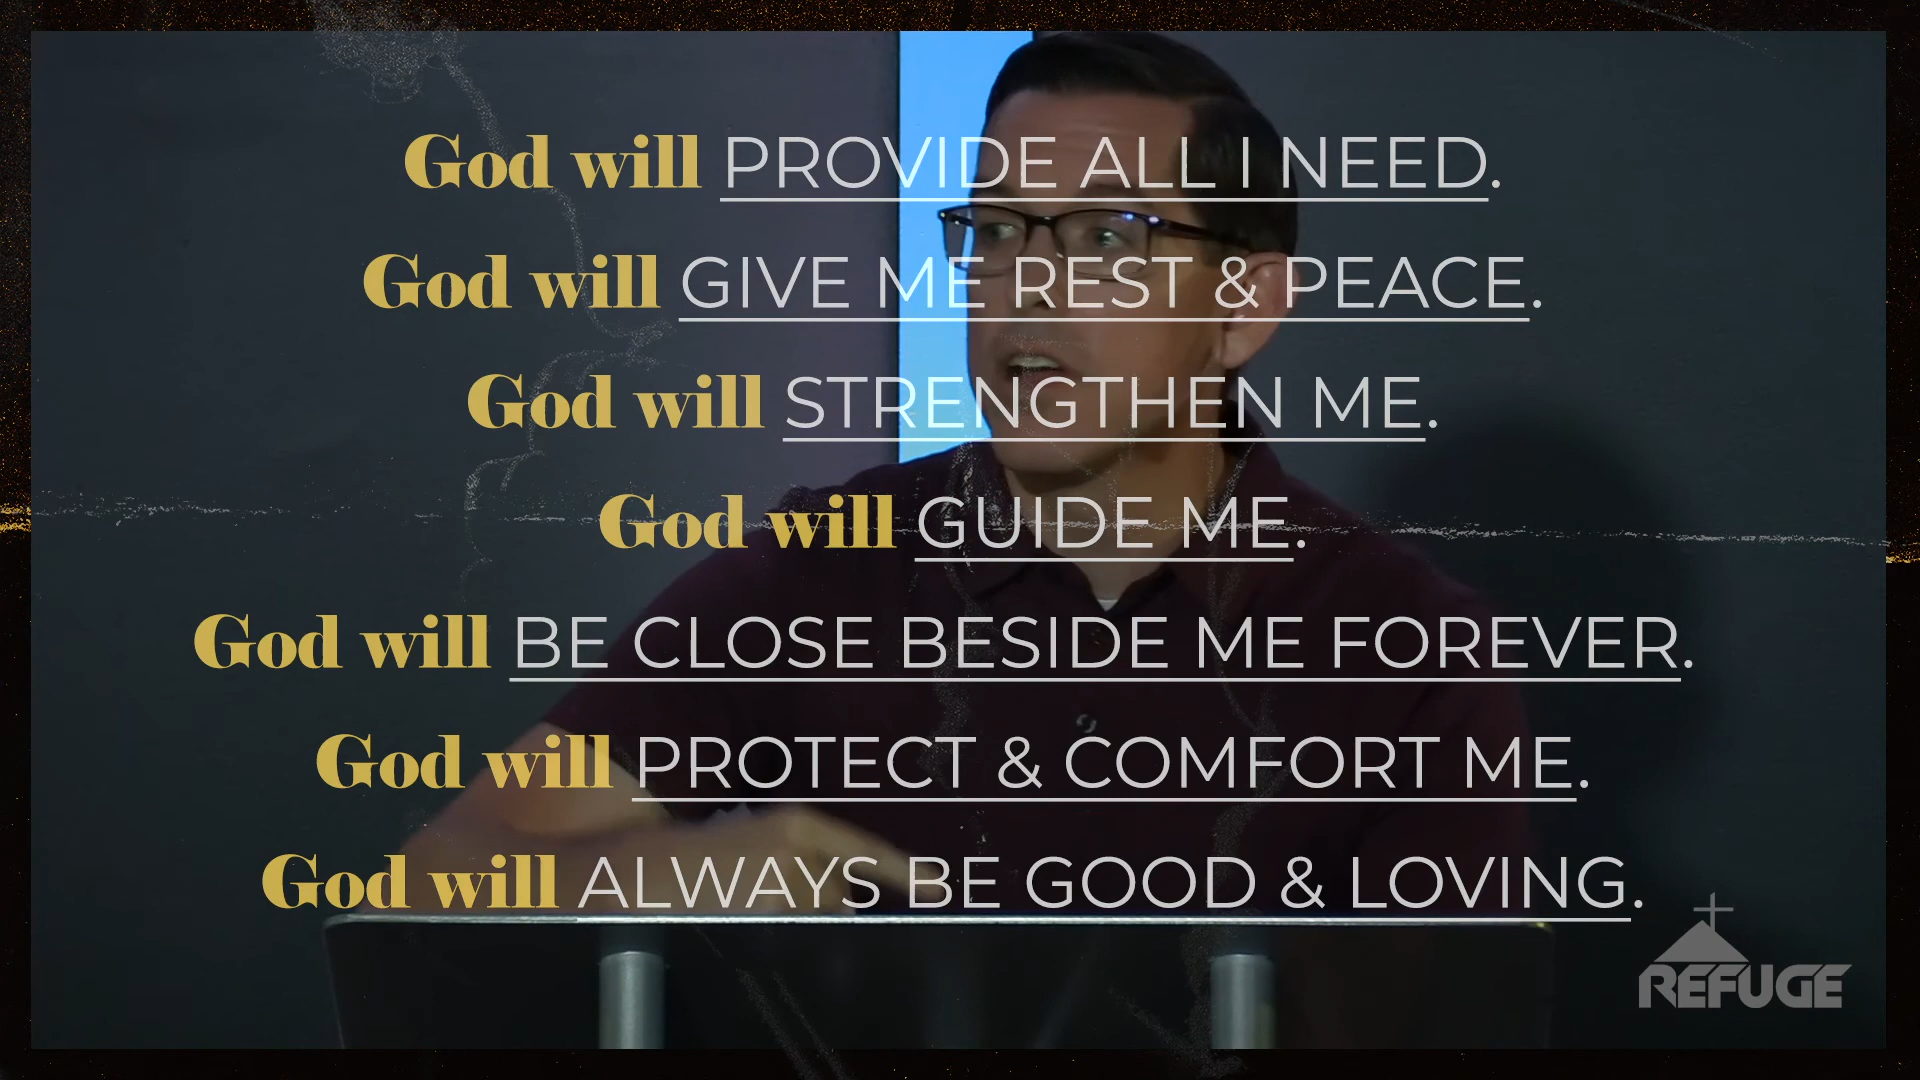 God will PROVIDE ALL I NEED.
God will GIVE ME REST & PEACE.
God will STRENGTHEN ME.
God will GUIDE ME.
God will BE CLOSE BESIDE ME FOREVER.
God will PROTECT & COMFORT ME.
God will ALWAYS BE GOOD & LOVING.
REFUGE